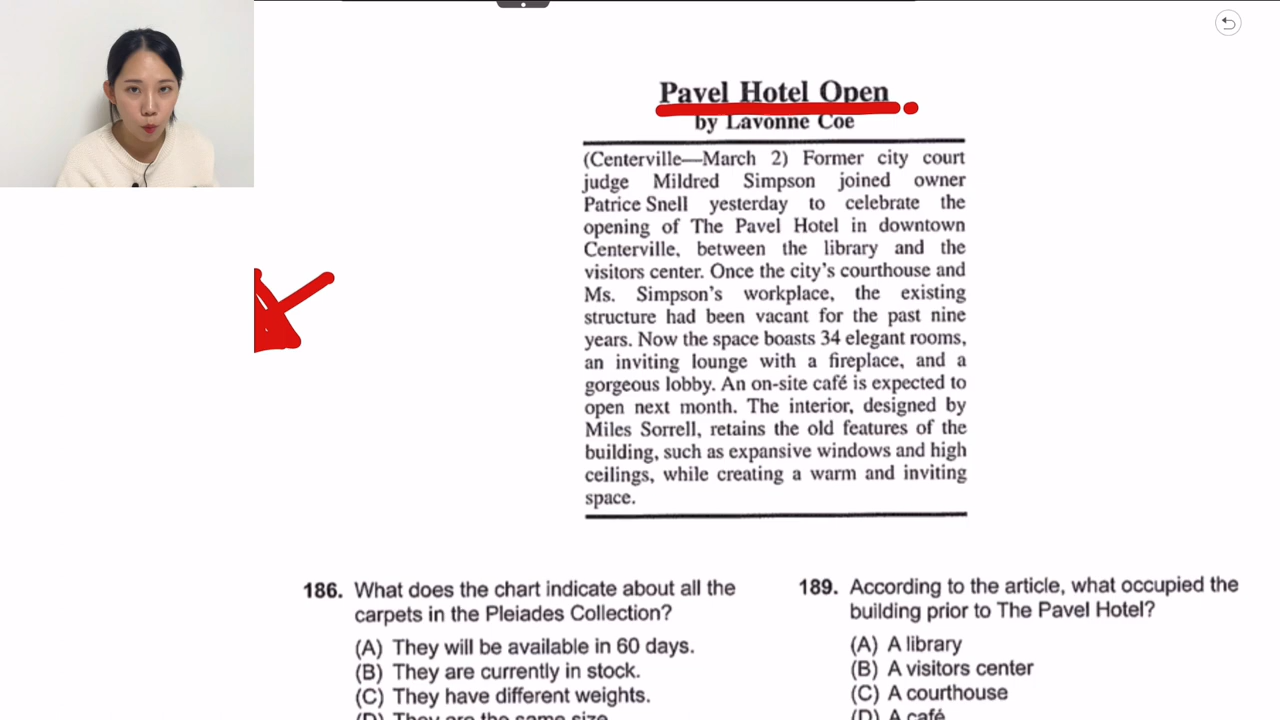 Pavel Hotel Open
by Lavonne Coe
(Centerville—March 2) Former city court
judge Mildred Simpson joined owner
Patrice Snell yesterday to celebrate the
opening of The Pavel Hotel in downtown
Centerville, between the library and the
visitors center. Once the city's courthouse and
Ms. Simpson's workplace, the existing
structure had been vacant for the past nine
years. Now the space boasts 34 elegant rooms,
an inviting lounge with a fireplace, and a
gorgeous lobby. An on-site café is expected to
open next month. The interior, designed by
Miles Sorrell, retains the old features of the
building, such as expansive windows and high
ceilings, while creating a warm and inviting
space.
186. What does the chart indicate about all the
carpets in the Pleiades Collection?
(A) They will be available in 60 days.
(B) They are currently in stock.
(C) They have different weights.
(D) They are the same size.
189. According to the article, what occupied the
building prior to The Pavel Hotel?
(A) A library
(B) A visitors center
(C) A courthouse
(D) A café